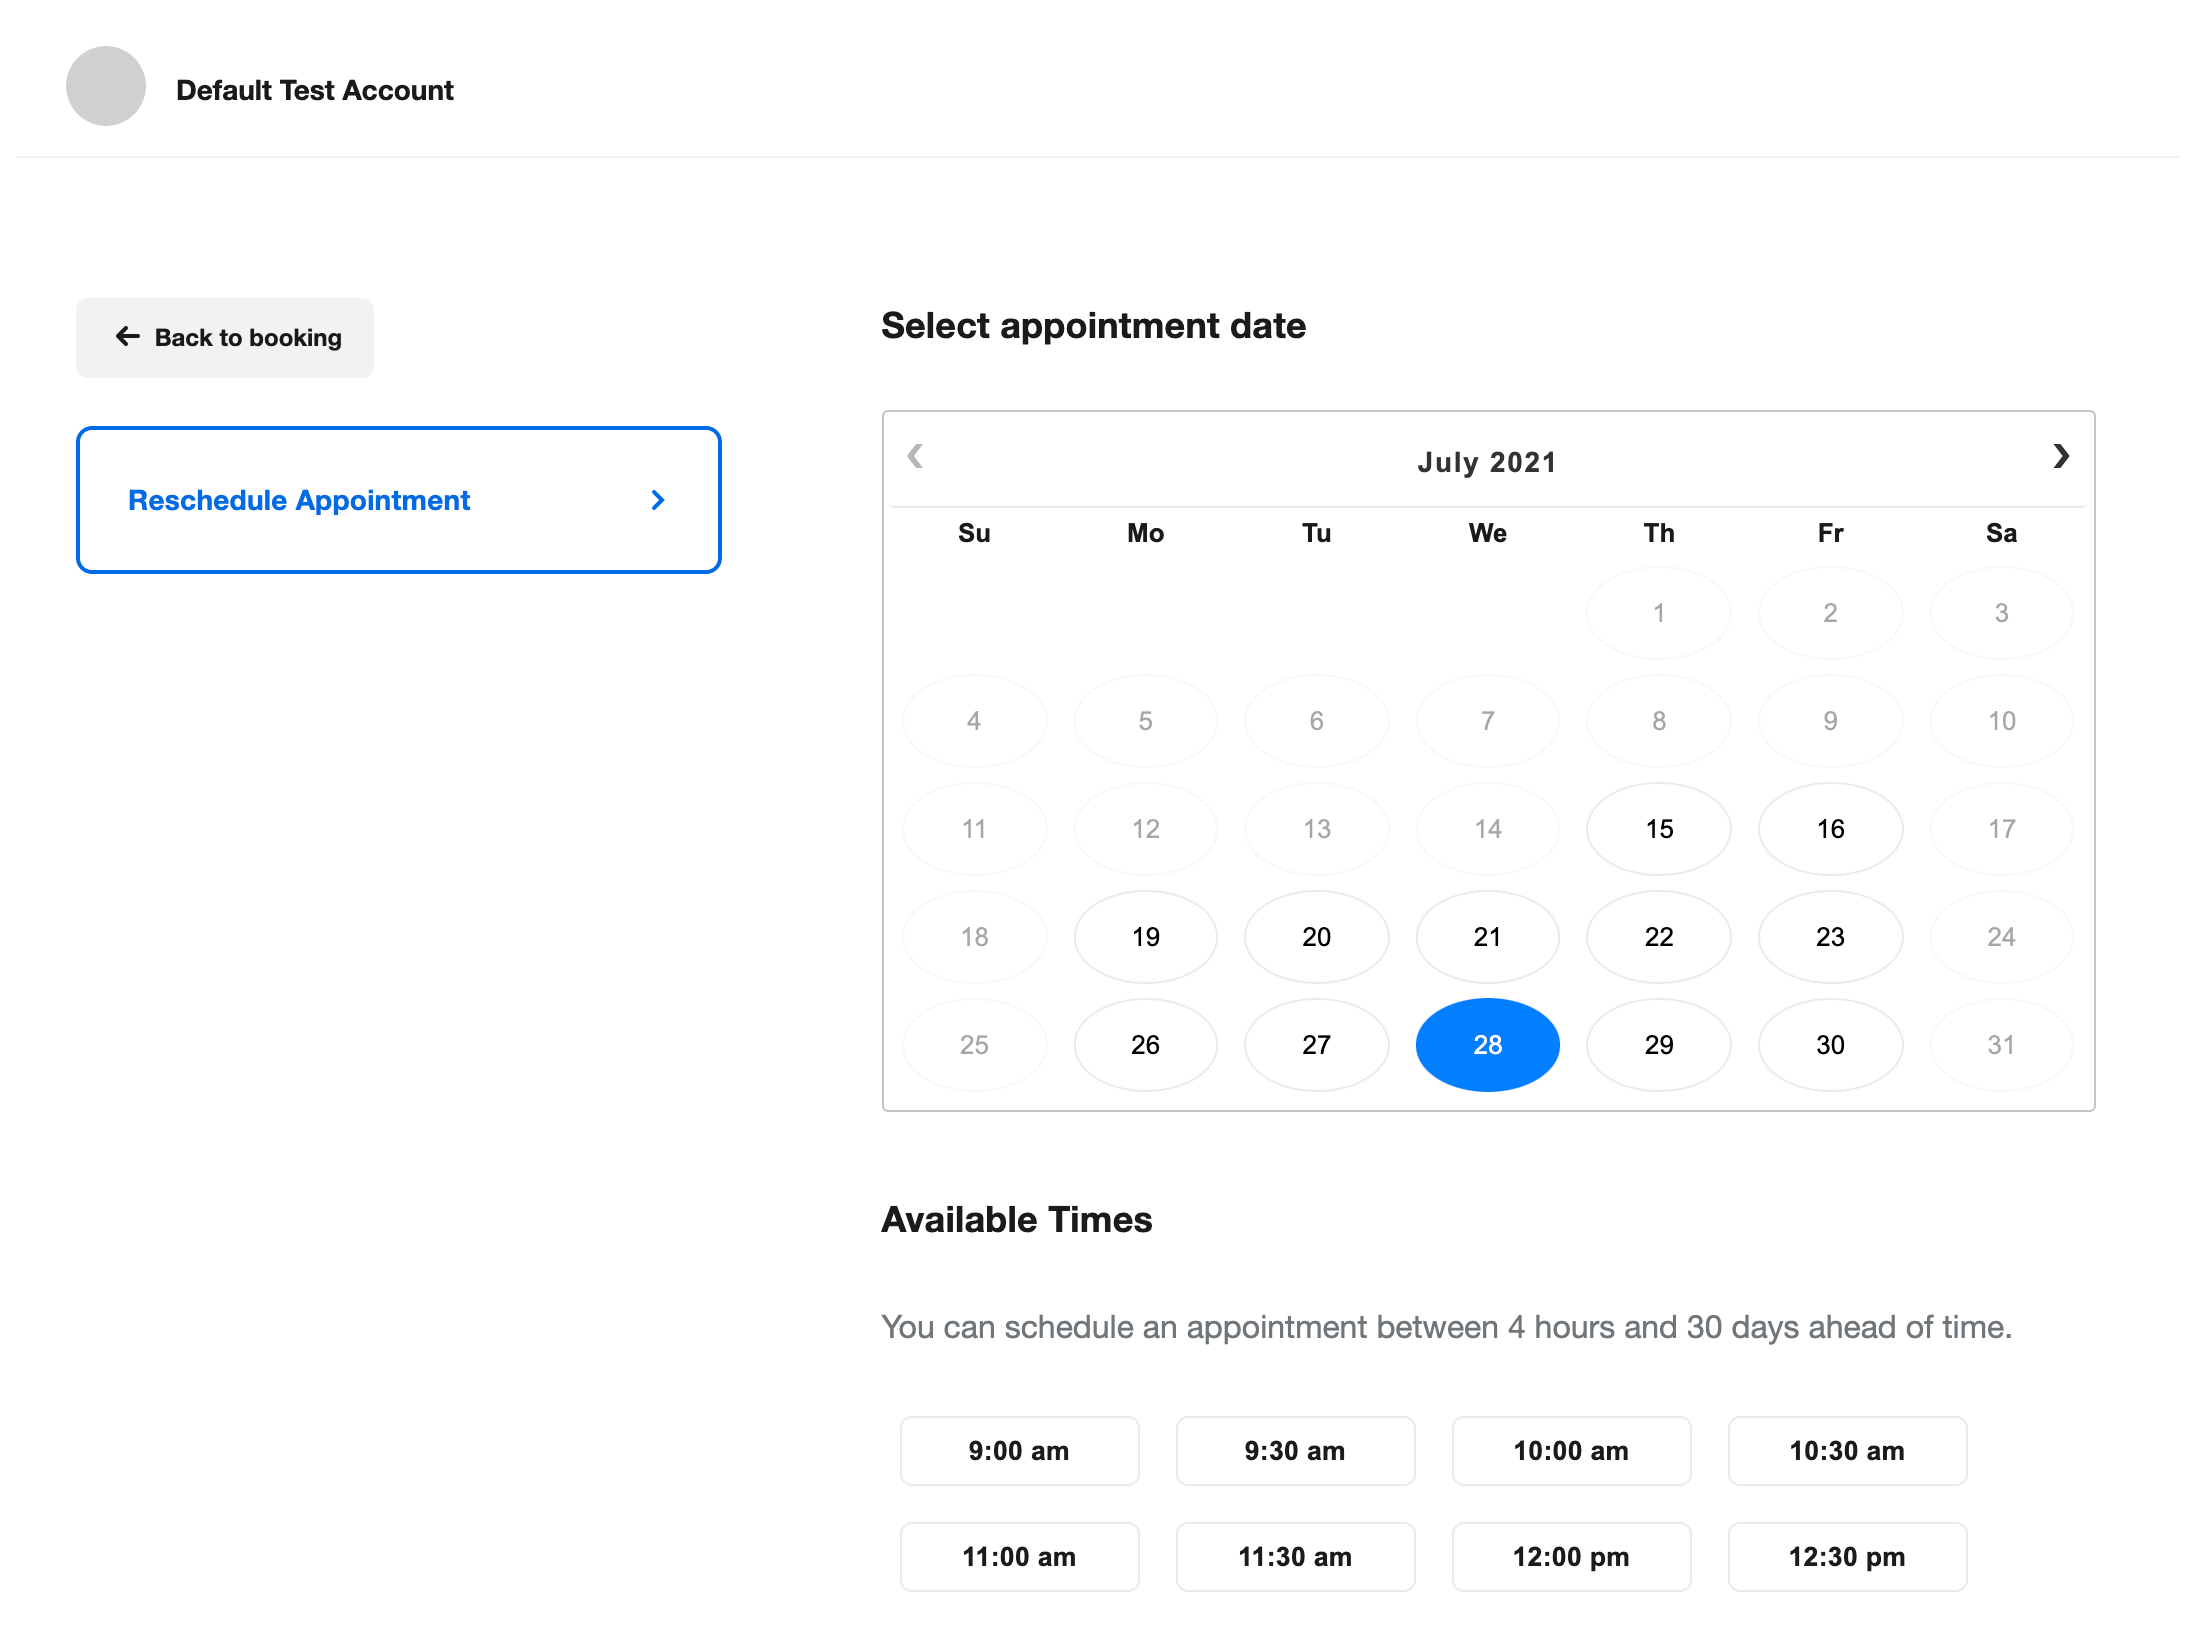 Default Test Account
Back to booking
Reschedule Appointment
Select appointment date
July 2021
Su Mo Tu We Th Fr Sa
1 2 3
4 5 6 7 8 9 10
11 12 13 14 15 16 17
18 19 20 21 22 23 24
25 26 27 28 29 30 31
Available Times
You can schedule an appointment between 4 hours and 30 days ahead of time.
9:00 am 9:30 am 10:00 am 10:30 am
11:00 am 11:30 am 12:00 pm 12:30 pm